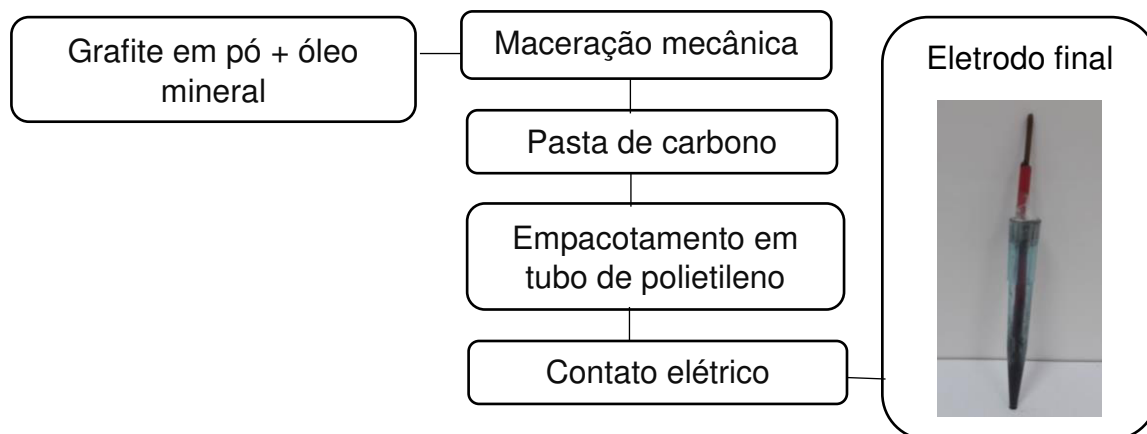 Grafite em pó + óleo
mineral
Maceração mecânica
Pasta de carbono
Empacotamento em
tubo de polietileno
Contato elétrico
Eletrodo final